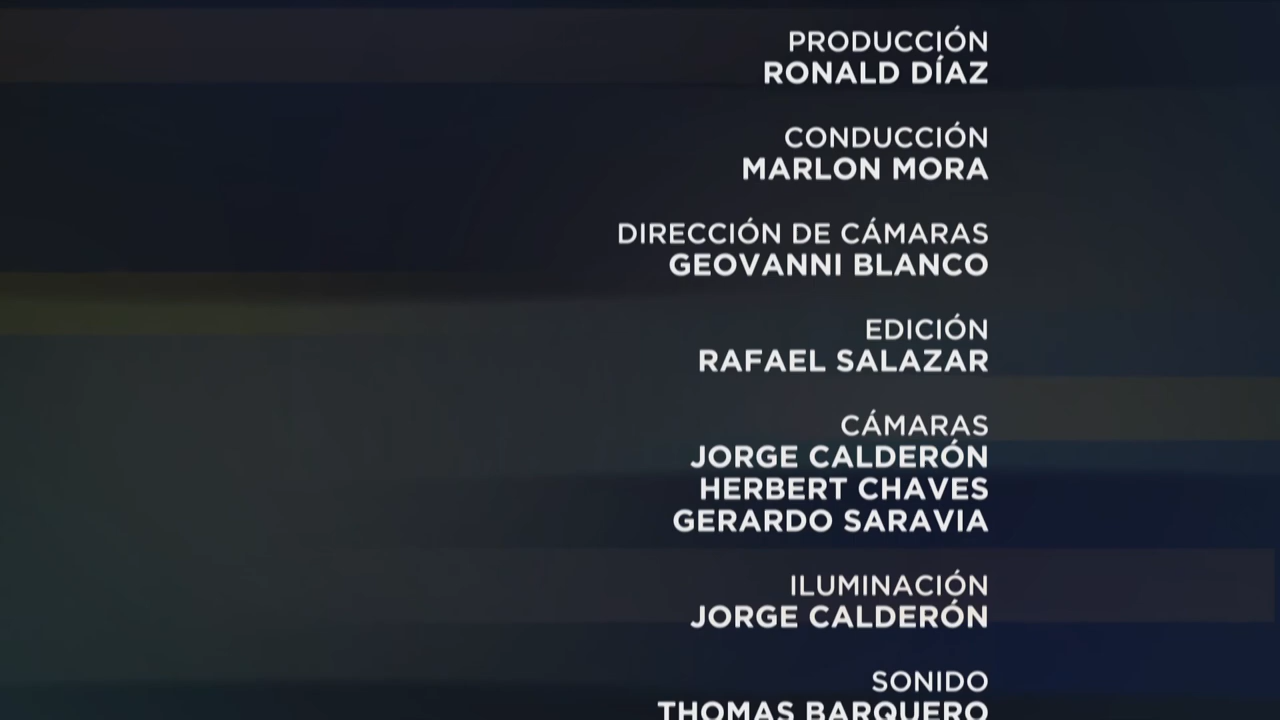 PRODUCCIÓN
RONALD DÍAZ
CONDUCCIÓN
MARLON MORA
DIRECCIÓN DE CÁMARAS
GEOVANNI BLANCO
EDICIÓN
RAFAEL SALAZAR
CÁMARAS
JORGE CALDERÓN
HERBERT CHAVES
GERARDO SARAVIA
ILUMINACIÓN
JORGE CALDERÓN
SONIDO
THOMAS BARQUERO